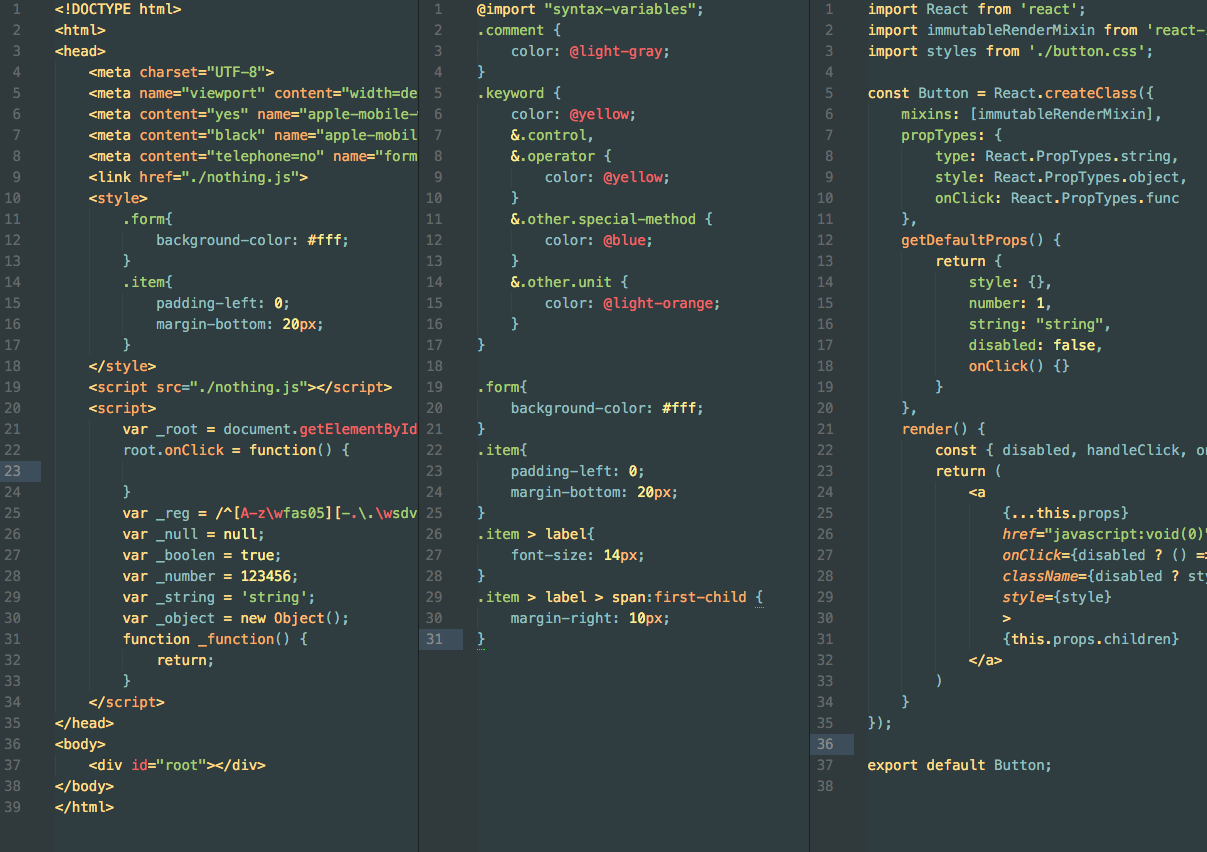 1 <!DOCTYPE html>
2 <html>
3 <head>
4 <meta charset="UTF-8">
5 <meta name="viewport" content="width=de
6 <meta content="yes" name="apple-mobile-
7 <meta content="black" name="apple-mobil
8 <meta content="telephone=no" name="form
9 <link href="./nothing.js">
10 <style>
11 .form{
12 background-color: #fff;
13 }
14 .item{
15 padding-left: 0;
16 margin-bottom: 20px;
17 }
18 </style>
19 <script src="./nothing.js"></script>
20 <script>
21 var _root = document.getElementById
22 root.onClick = function() {
23
24 }
25 var _reg = /^[A-z\wfas05][-.\.\wsdv
26 var _null = null;
27 var _boolen = true;
28 var _number = 123456;
29 var _string = 'string';
30 var _object = new Object();
31 function _function() {
32 return;
33 }
34 </script>
35 </head>
36 <body>
37 <div id="root"></div>
38 </body>
39 </html>
1 @import "syntax-variables";
2 .comment {
3 color: @light-gray;
4 }
5 .keyword {
6 color: @yellow;
7 &.control,
8 &.operator {
9 color: @yellow;
10 }
11 &.other.special-method {
12 color: @blue;
13 }
14 &.other.unit {
15 color: @light-orange;
16 }
17 }
18
19 .form{
20 background-color: #fff;
21 }
22 .item{
23 padding-left: 0;
24 margin-bottom: 20px;
25 }
26 .item > label{
27 font-size: 14px;
28 }
29 .item > label > span:first-child {
30 margin-right: 10px;
31 }
1 import React from 'react';
2 import immutableRenderMixin from 'react-
3 import styles from './button.css';
4
5 const Button = React.createClass({
6 mixins: [immutableRenderMixin],
7 propTypes: {
8 type: React.PropTypes.string,
9 style: React.PropTypes.object,
10 onClick: React.PropTypes.func
11 },
12 getDefaultProps() {
13 return {
14 style: {},
15 number: 1,
16 string: "string",
17 disabled: false,
18 onClick() {}
19 }
20 },
21 render() {
22 const { disabled, handleClick, on
23 return (
24 <a
25 {...this.props}
26 href="javascript:void(0)"
27 onClick={disabled ? () =>
28 className={disabled ? sty
29 style={style}
30 >
31 {this.props.children}
32 </a>
33 )
34 }
35 });
36
37 export default Button;
38